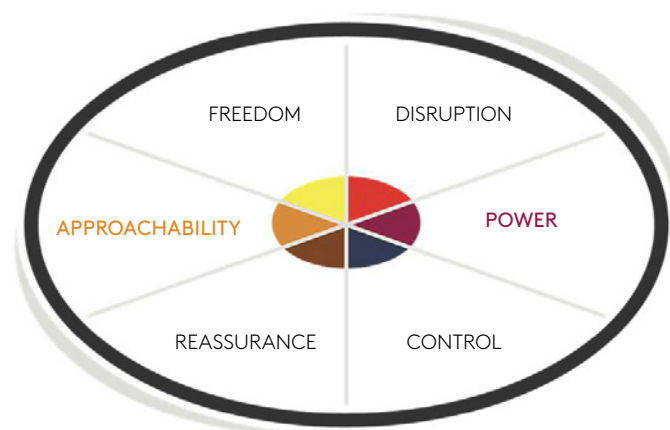 FREEDOM
DISRUPTION
APPROACHABILITY
POWER
REASSURANCE
CONTROL